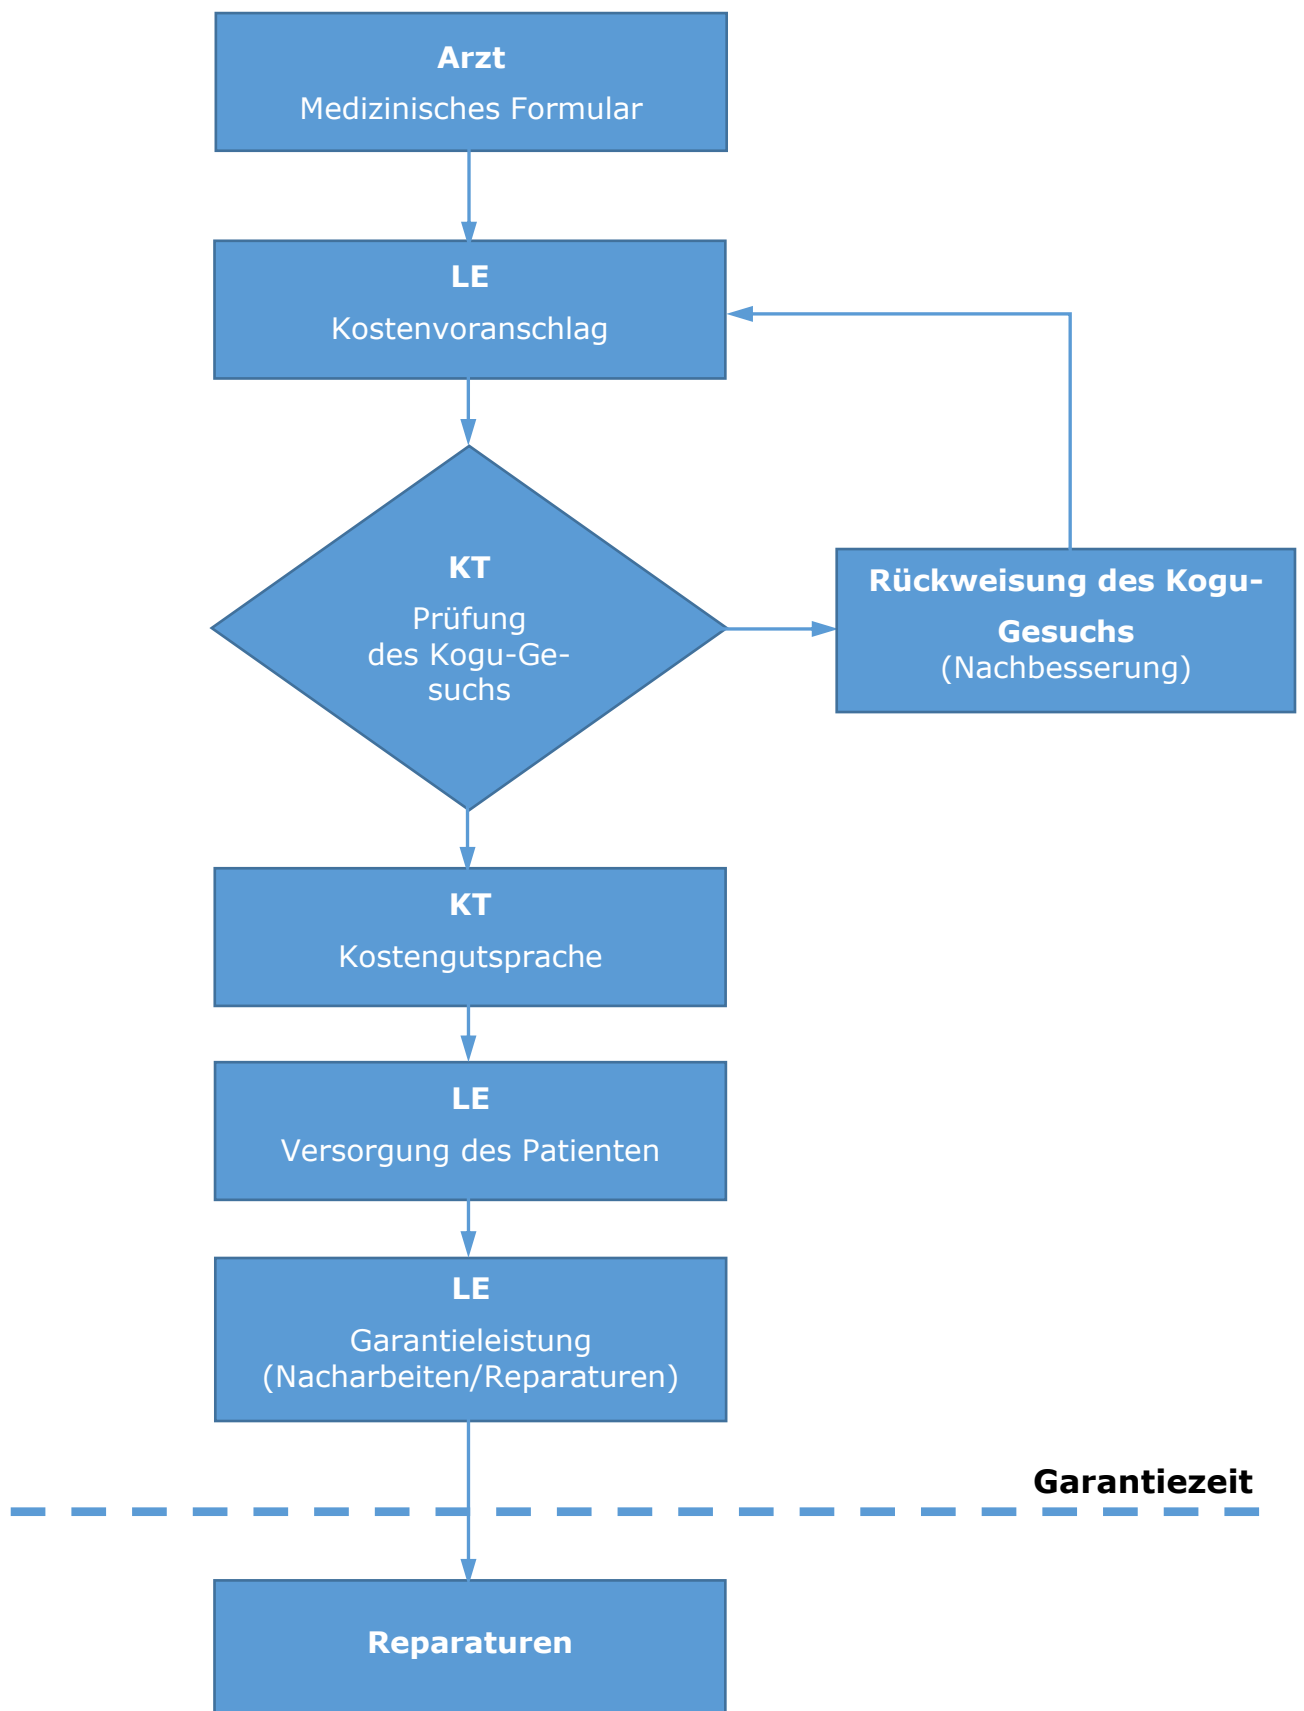 Arzt
Medizinisches Formular
LE
Kostenvoranschlag
KT
Prüfung
des Kogu-Ge-
suchs
Rückweisung des Kogu-
Gesuchs
(Nachbesserung)
KT
Kostengutsprache
LE
Versorgung des Patienten
LE
Garantieleistung
(Nacharbeiten/Reparaturen)
Garantiezeit
Reparaturen